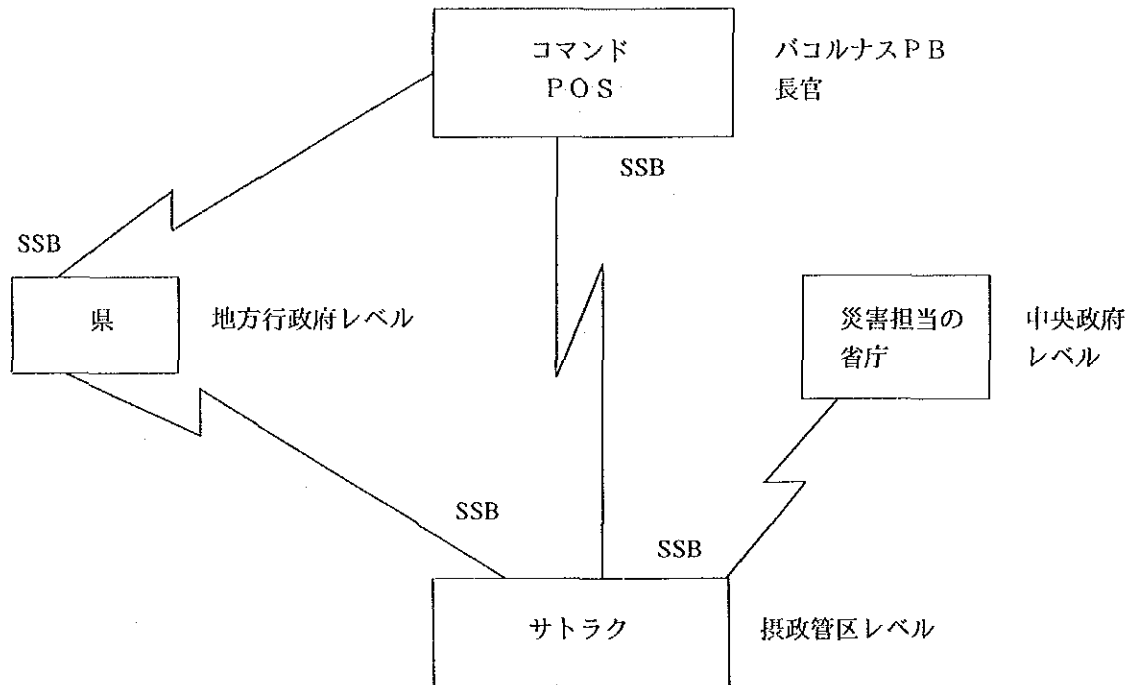 コマンド
POS
バコルナスPB
長官
SSB
SSB
県
地方行政府レベル
災害担当の
省庁
中央政府
レベル
SSB
SSB
サトラク
摂政管区レベル